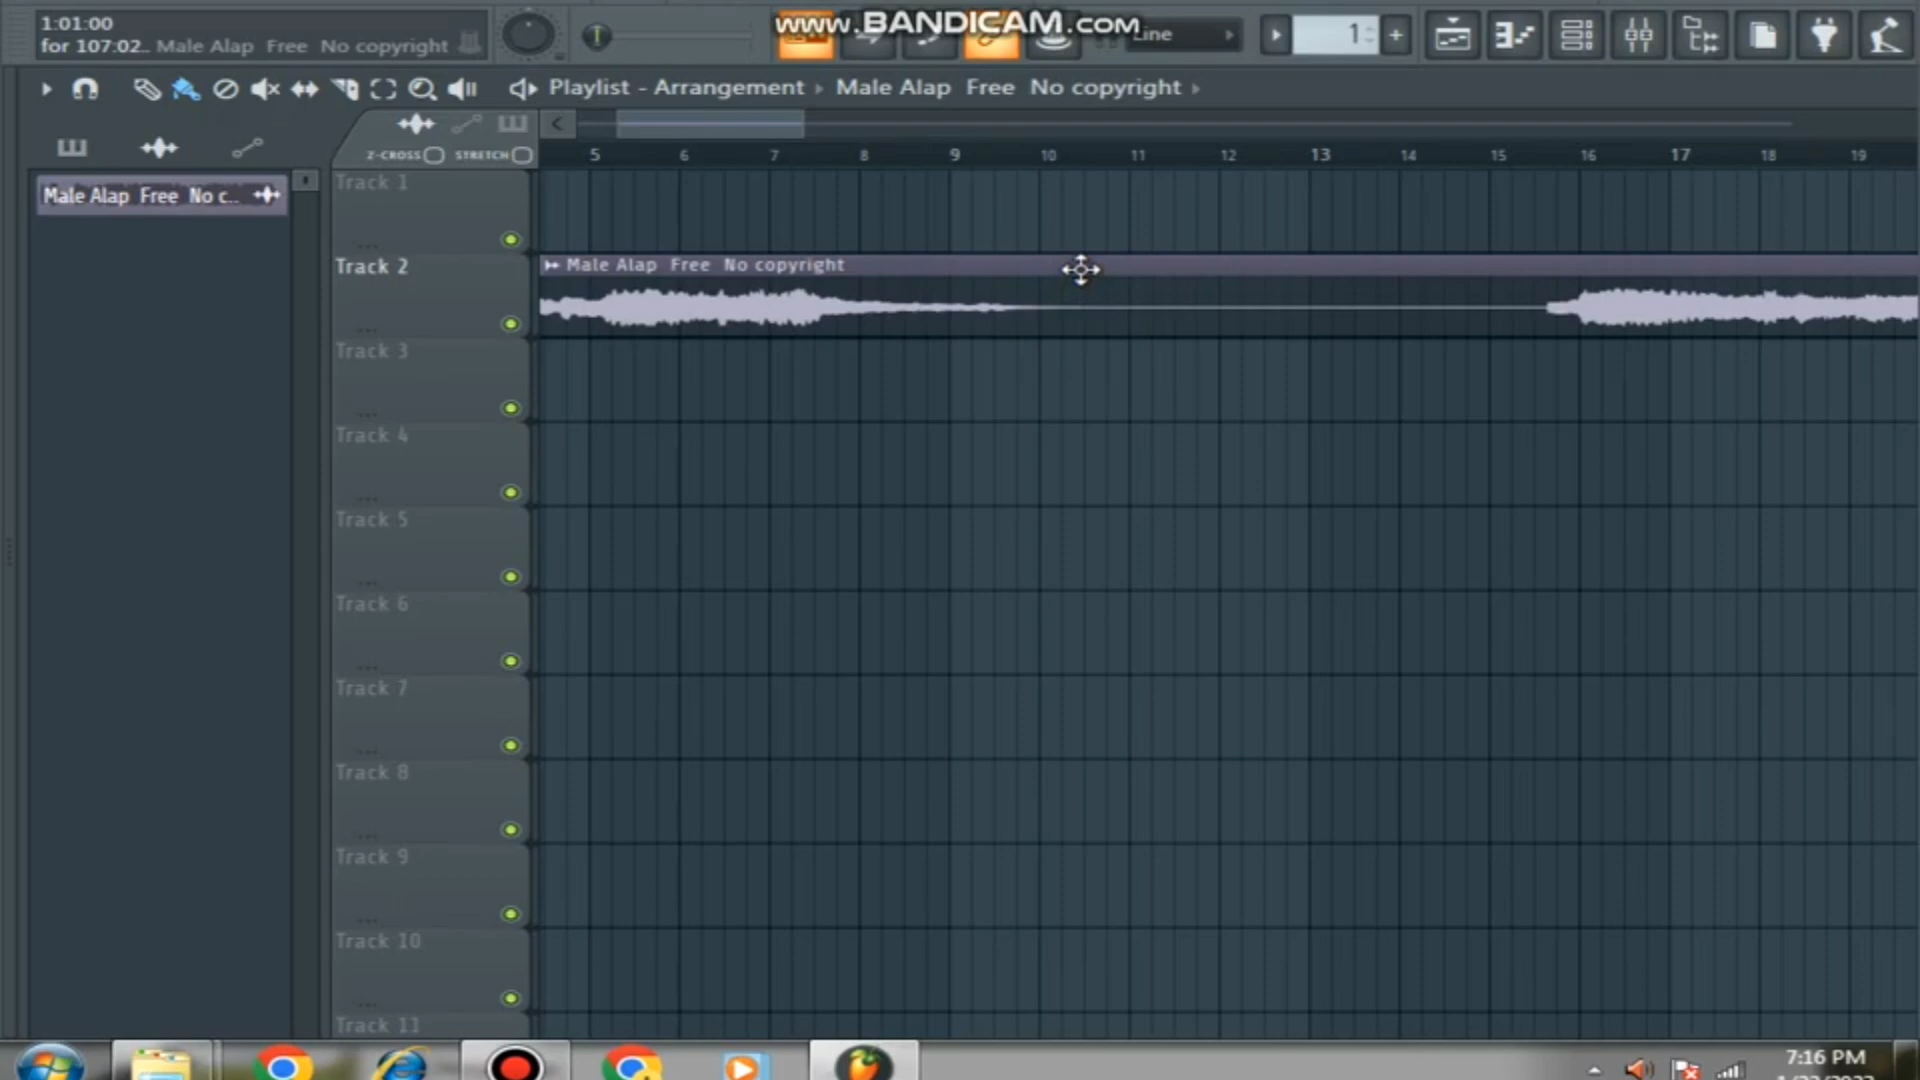 1:01:00
for 107:02.. Male Alap Free No copyright
www.BANDICAM.com
Line
1
Playlist - Arrangement Male Alap Free No copyright
Z-CROSS STRETCH
5 6 7 8 9 10 11 12 13 14 15 16 17 18 19
Male Alap Free No c..
Track 1
Track 2
Male Alap Free No copyright
Track 3
Track 4
Track 5
Track 6
Track 7
Track 8
Track 9
Track 10
Track 11
7:16 PM